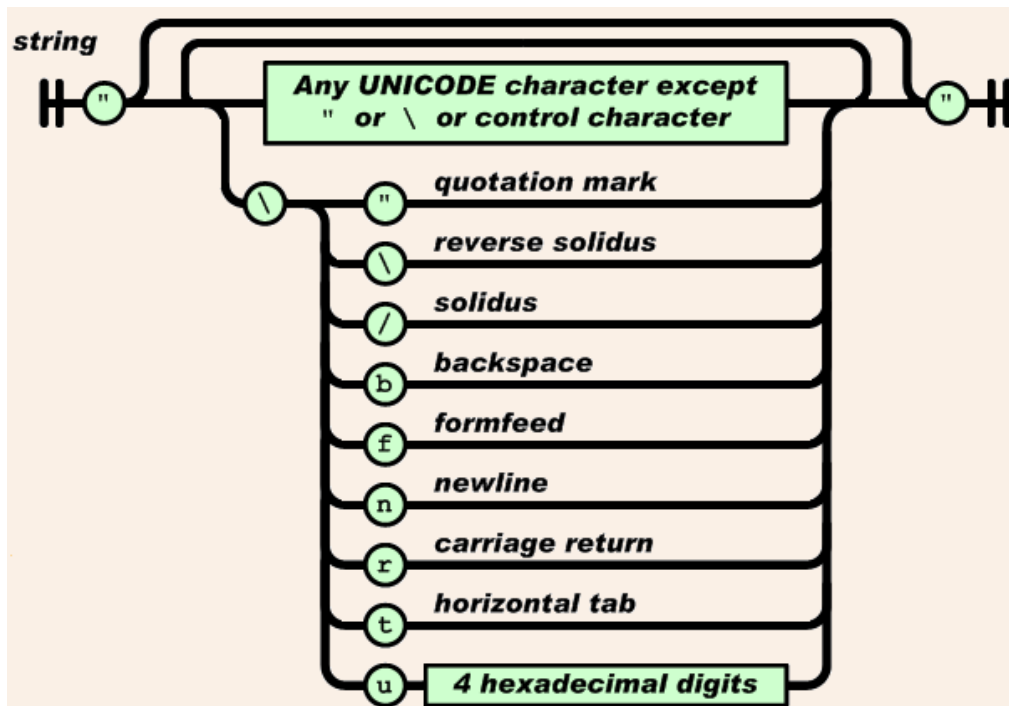 string
" Any UNICODE character except "
" or \ or control character
\ " quotation mark
\ reverse solidus
/ solidus
b backspace
f formfeed
n newline
r carriage return
t horizontal tab
u 4 hexadecimal digits